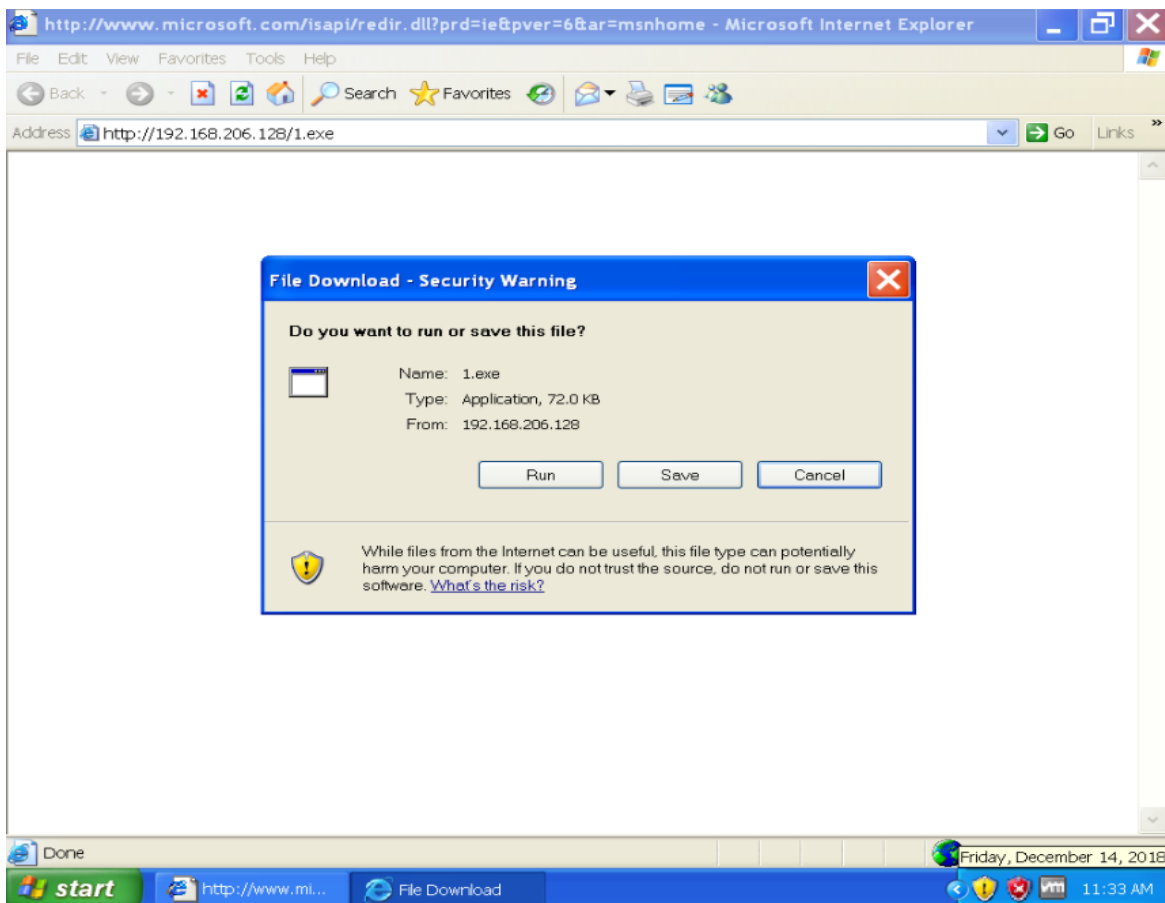 http://www.microsoft.com/isapi/redir.dll?prd=ie&pver=6&ar=msnhome - Microsoft Internet Explorer
File Edit View Favorites Tools Help
Back Search Favorites
Address http://192.168.206.128/1.exe Go Links »
File Download - Security Warning
Do you want to run or save this file?
Name: 1.exe
Type: Application, 72.0 KB
From: 192.168.206.128
Run Save Cancel
While files from the Internet can be useful, this file type can potentially
harm your computer. If you do not trust the source, do not run or save this
software. What's the risk?
Done
Friday, December 14, 2018
start http://www.mi... File Download vm 11:33 AM